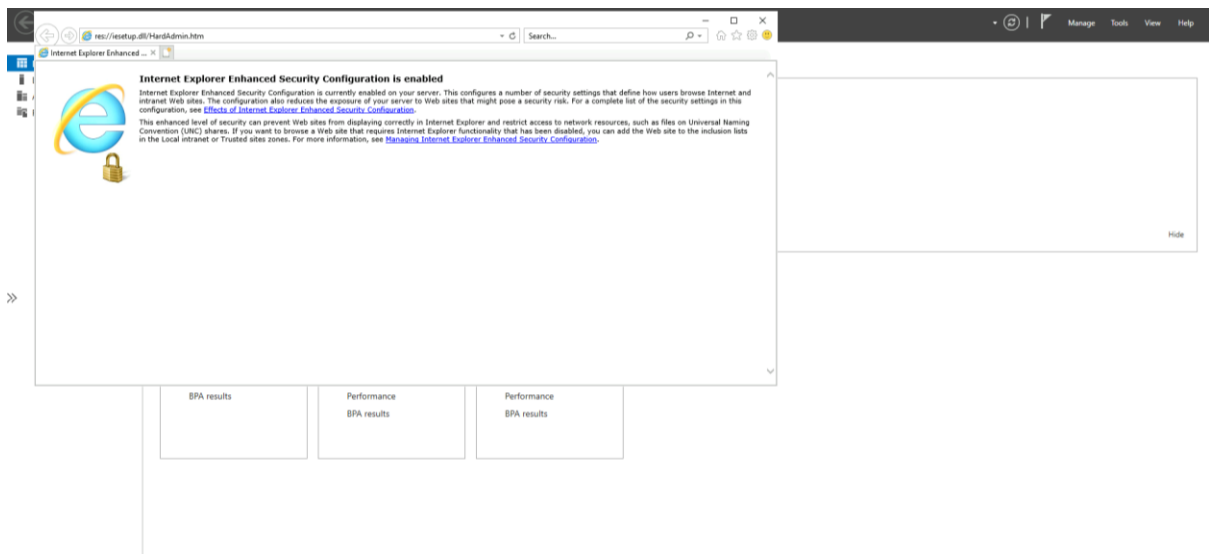 Manage Tools View Help
res://iesetup.dll/HardAdmin.htm
Search...
Internet Explorer Enhanced ...
Internet Explorer Enhanced Security Configuration is enabled
Internet Explorer Enhanced Security Configuration is currently enabled on your server. This configures a number of security settings that define how users browse Internet and
intranet Web sites. The configuration also reduces the exposure of your server to Web sites that might pose a security risk. For a complete list of the security settings in this
configuration, see Effects of Internet Explorer Enhanced Security Configuration.
This enhanced level of security can prevent Web sites from displaying correctly in Internet Explorer and restrict access to network resources, such as files on Universal Naming
Convention (UNC) shares. If you want to browse a Web site that requires Internet Explorer functionality that has been disabled, you can add the Web site to the inclusion lists
in the Local intranet or Trusted sites zones. For more information, see Managing Internet Explorer Enhanced Security Configuration.
Hide
BPA results
Performance
BPA results
Performance
BPA results